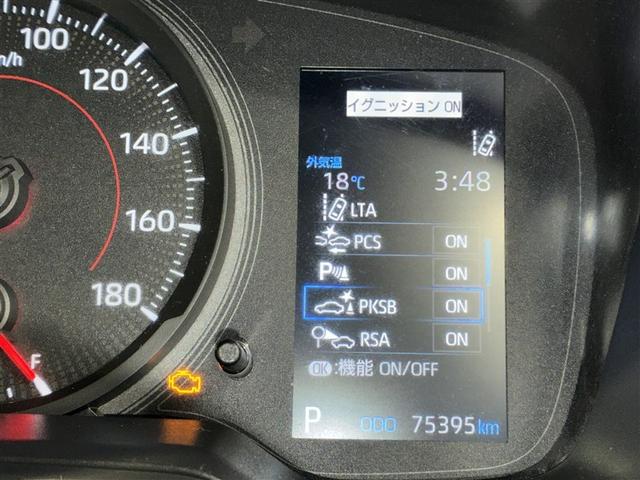 100
km/h
120
140
160
180
F
イグニッション ON
外気温
18℃ 3:48
LTA
PCS ON
P ON
PKSB ON
RSA ON
OK:機能 ON/OFF
P ODO 75395km